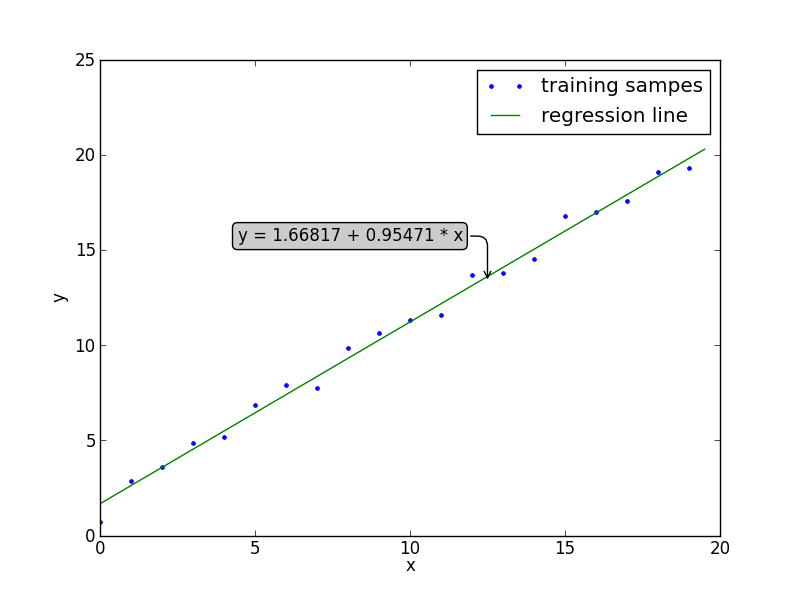 25
training sampes
regression line
20
y = 1.66817 + 0.95471 * x
15
y
10
5
0
0 5 10 15 20
x